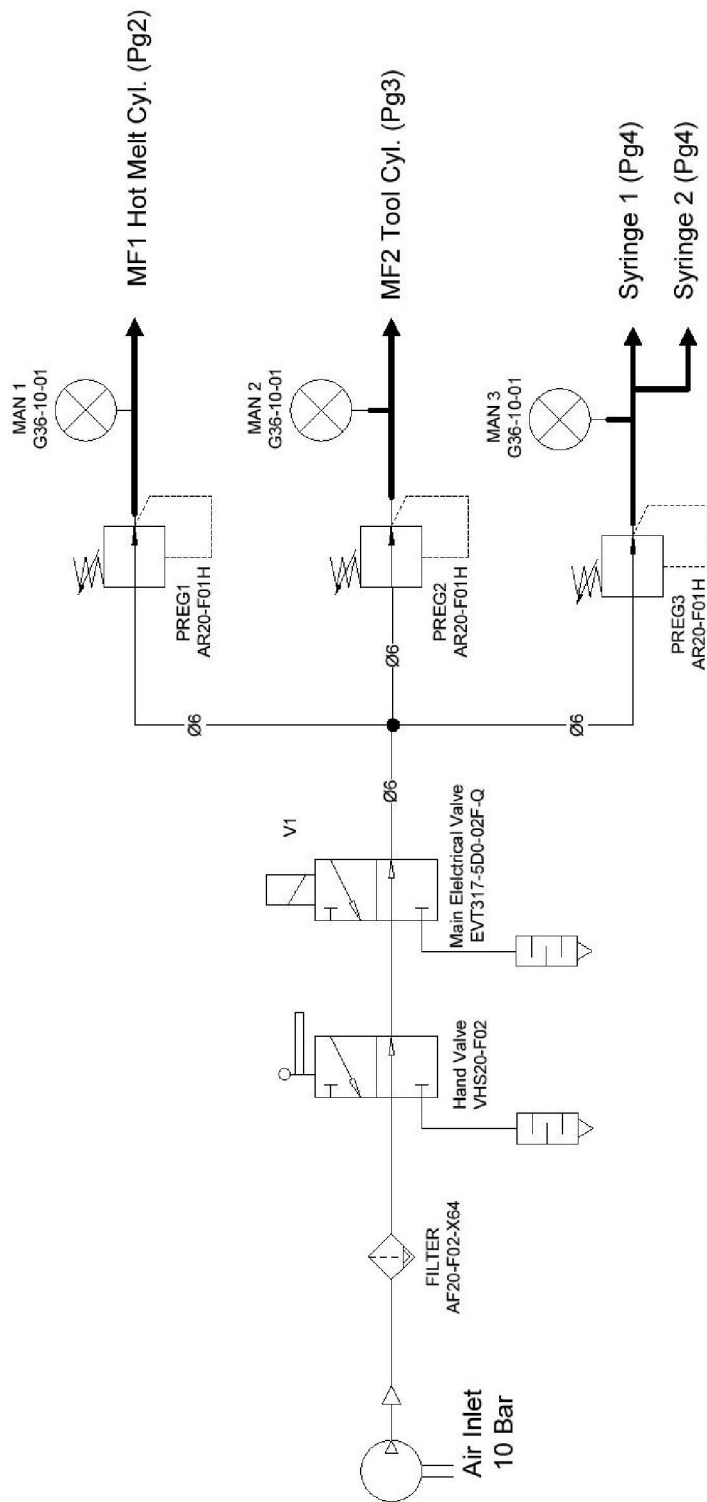 Air Inlet
10 Bar
FILTER
AF20-F02-X64
Hand Valve
VHS20-F02
V1
Main Elelctrical Valve
EVT317-5D0-02F-Q
Ø6
Ø6
Ø6
Ø6
PREG1
AR20-F01H
MAN 1
G36-10-01
MF1 Hot Melt Cyl. (Pg2)
PREG2
AR20-F01H
MAN 2
G36-10-01
MF2 Tool Cyl. (Pg3)
PREG3
AR20-F01H
MAN 3
G36-10-01
Syringe 1 (Pg4)
Syringe 2 (Pg4)